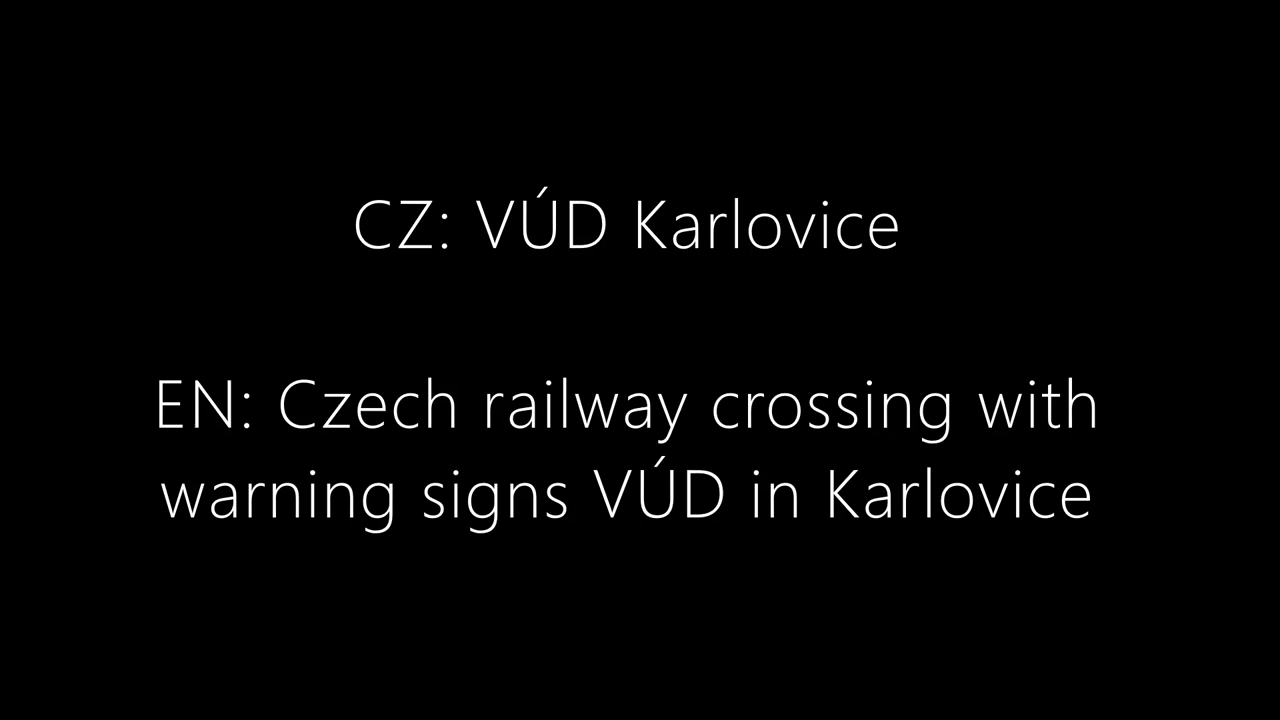 CZ: VÚD Karlovice
EN: Czech railway crossing with
warning signs VÚD in Karlovice